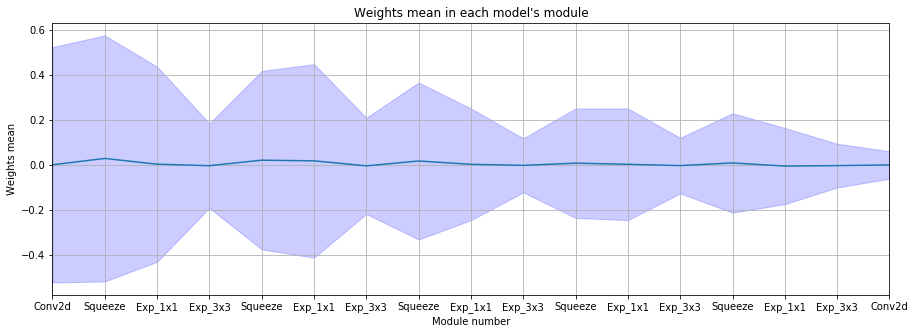 Weights mean in each model's module
Weights mean
0.6
0.4
0.2
0.0
−0.2
−0.4
Conv2d Squeeze Exp_1x1 Exp_3x3 Squeeze Exp_1x1 Exp_3x3 Squeeze Exp_1x1 Exp_3x3 Squeeze Exp_1x1 Exp_3x3 Squeeze Exp_1x1 Exp_3x3 Conv2d
Module number